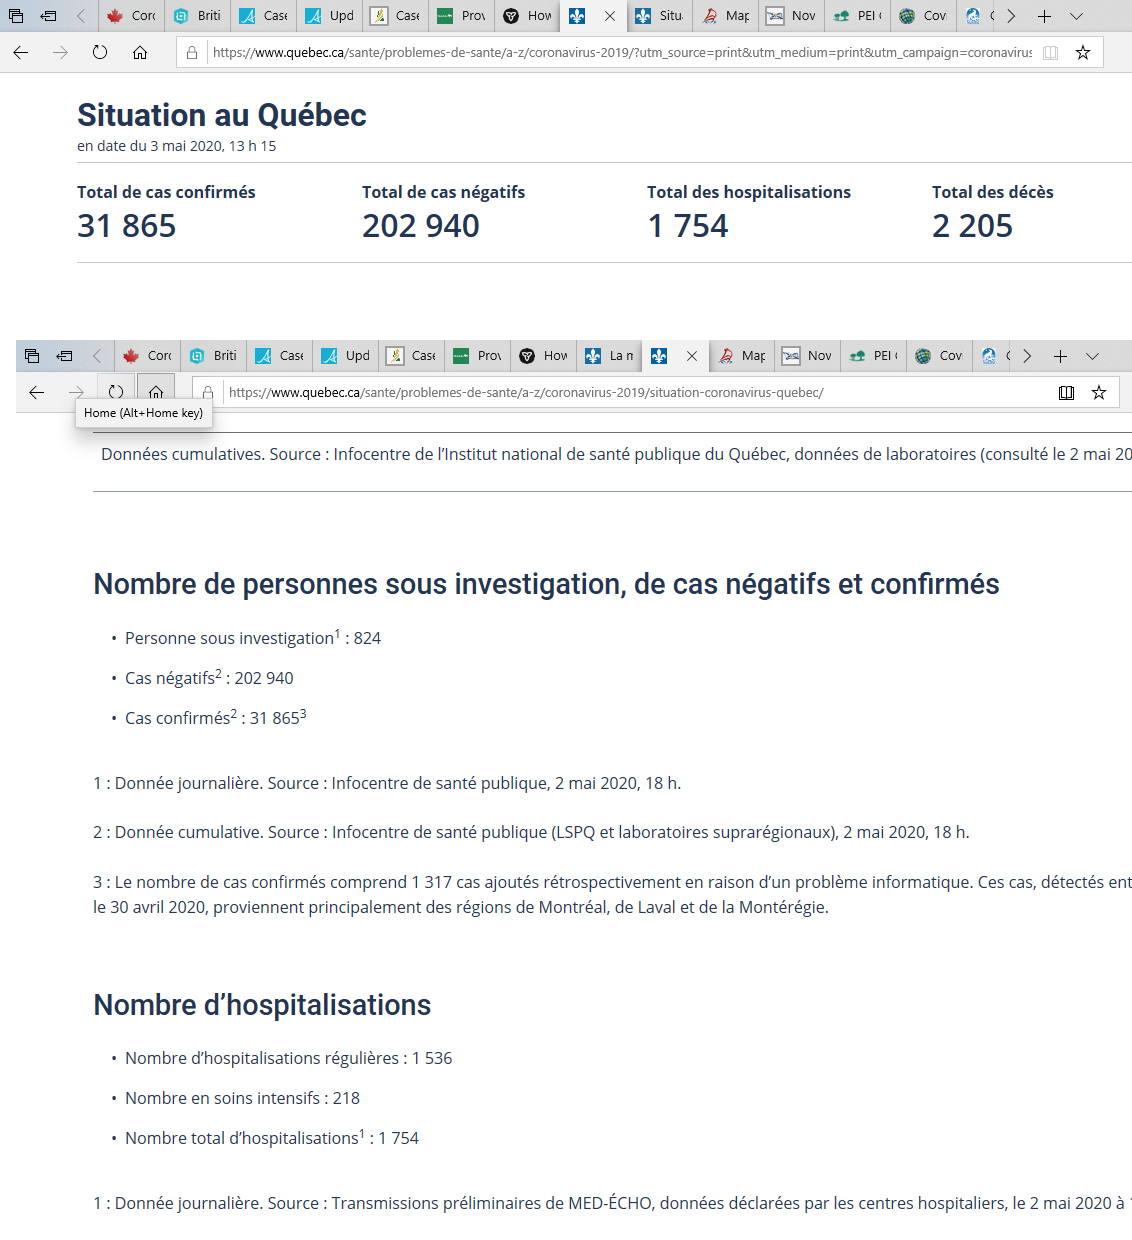 Corc
Briti
Case
Upd
Case
Prov
How
Situ
Map
Nov
PEI
Cov
https://www.quebec.ca/sante/problemes-de-sante/a-z/coronavirus-2019/?utm_source=print&utm_medium=print&utm_campaign=coronavirus
Situation au Québec
en date du 3 mai 2020, 13 h 15
Total de cas confirmés Total de cas négatifs Total des hospitalisations Total des décès
31 865 202 940 1 754 2 205
Corc
Briti
Case
Upd
Case
Prov
How
La m
Map
Nov
PEI
Cov
https://www.quebec.ca/sante/problemes-de-sante/a-z/coronavirus-2019/situation-coronavirus-quebec/
Home (Alt+Home key)
Données cumulatives. Source : Infocentre de l’Institut national de santé publique du Québec, données de laboratoires (consulté le 2 mai 20
Nombre de personnes sous investigation, de cas négatifs et confirmés
• Personne sous investigation1 : 824
• Cas négatifs2 : 202 940
• Cas confirmés2 : 31 8653
1 : Donnée journalière. Source : Infocentre de santé publique, 2 mai 2020, 18 h.
2 : Donnée cumulative. Source : Infocentre de santé publique (LSPQ et laboratoires suprarégionaux), 2 mai 2020, 18 h.
3 : Le nombre de cas confirmés comprend 1 317 cas ajoutés rétrospectivement en raison d’un problème informatique. Ces cas, détectés ent
le 30 avril 2020, proviennent principalement des régions de Montréal, de Laval et de la Montérégie.
Nombre d’hospitalisations
• Nombre d’hospitalisations régulières : 1 536
• Nombre en soins intensifs : 218
• Nombre total d’hospitalisations1 : 1 754
1 : Donnée journalière. Source : Transmissions préliminaires de MED-ÉCHO, données déclarées par les centres hospitaliers, le 2 mai 2020 à